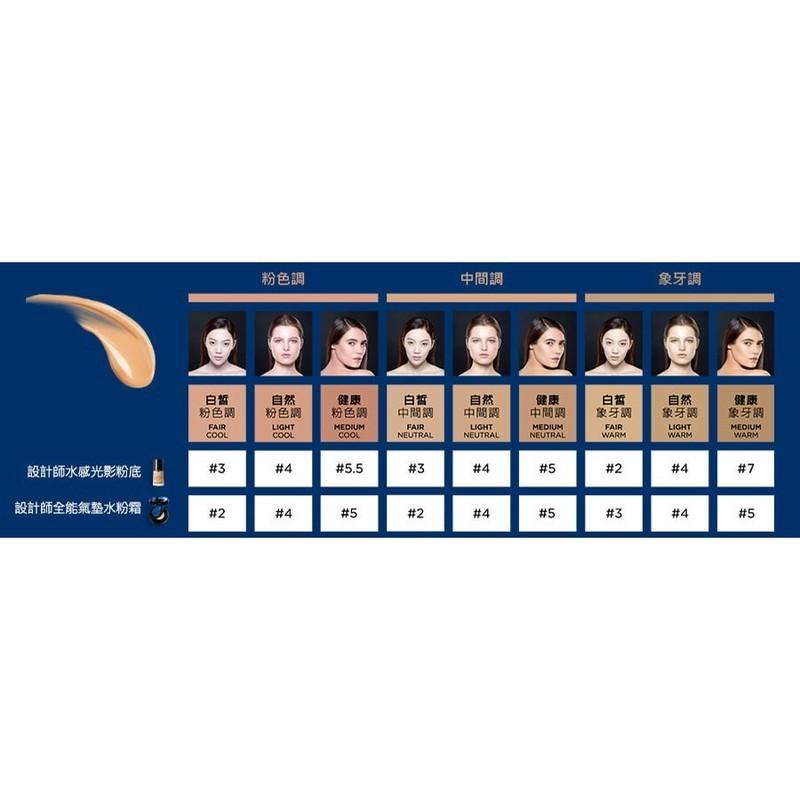 粉色調 中間調 象牙調
白皙 自然 健康 白皙 自然 健康 白皙 自然 健康
粉色調 粉色調 粉色調 中間調 中間調 中間調 象牙調 象牙調 象牙調
FAIR LIGHT MEDIUM FAIR LIGHT MEDIUM FAIR LIGHT MEDIUM
COOL COOL COOL NEUTRAL NEUTRAL NEUTRAL WARM WARM WARM
設計師水感光影粉底 #3 #4 #5.5 #3 #4 #5 #2 #4 #7
設計師全能氣墊水粉霜 #2 #4 #5 #2 #4 #5 #3 #4 #5